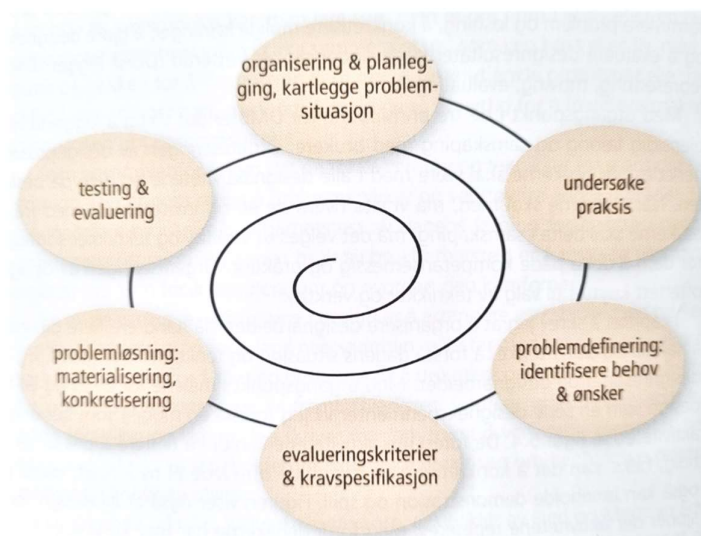 organisering & planleg-
ging, kartlegge problem-
situasjon
undersøke
praksis
problemdefinering:
identifisere behov
& ønsker
evalueringskriterier
& kravspesifikasjon
problemløsning:
materialisering,
konkretisering
testing &
evaluering